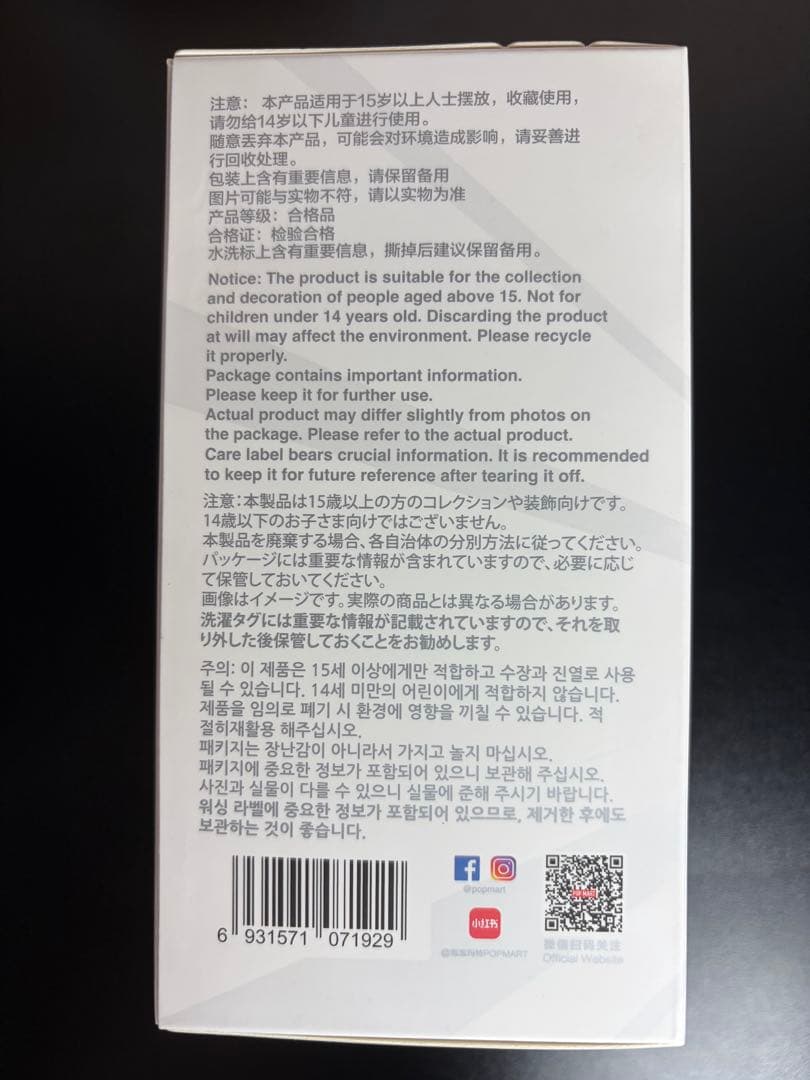 注意： 本产品适用于15岁以上人士摆放，收藏使用，
请勿给14岁以下儿童进行使用。
随意丢弃本产品，可能会对环境造成影响，请妥善进
行回收处理。
包装上含有重要信息，请保留备用
图片可能与实物不符，请以实物为准
产品等级：合格品
合格证：检验合格
水洗标上含有重要信息，撕掉后建议保留备用。
Notice: The product is suitable for the collection
and decoration of people aged above 15. Not for
children under 14 years old. Discarding the product
at will may affect the environment. Please recycle
it properly.
Package contains important information.
Please keep it for further use.
Actual product may differ slightly from photos on
the package. Please refer to the actual product.
Care label bears crucial information. It is recommended
to keep it for future reference after tearing it off.
注意：本製品は15歳以上の方のコレクションや装飾向けです。
14歳以下のお子さま向けではございません。
本製品を廃棄する場合、各自治体の分別方法に従ってください。
パッケージには重要な情報が含まれていますので、必要に応じ
て保管しておいてください。
画像はイメージです。実際の商品とは異なる場合があります。
洗濯タグには重要な情報が記載されていますので、それを取
り外した後保管しておくことをお勧めします。
주의: 이 제품은 15세 이상에게만 적합하고 수장과 진열로 사용
될 수 있습니다. 14세 미만의 어린이에게 적합하지 않습니다.
제품을 임의로 폐기 시 환경에 영향을 끼칠 수 있습니다. 적
절히재활용 해주십시오.
패키지는 장난감이 아니라서 가지고 놀지 마십시오.
패키지에 중요한 정보가 포함되어 있으니 보관해 주십시오.
사진과 실물이 다를 수 있으니 실물에 준해 주시기 바랍니다.
워싱 라벨에 중요한 정보가 포함되어 있으므로, 제거한 후에도
보관하는 것이 좋습니다.
@popmart
POP MART
小红书
@泡泡玛特POPMART
微信扫码关注
Official Website
6 931571 071929